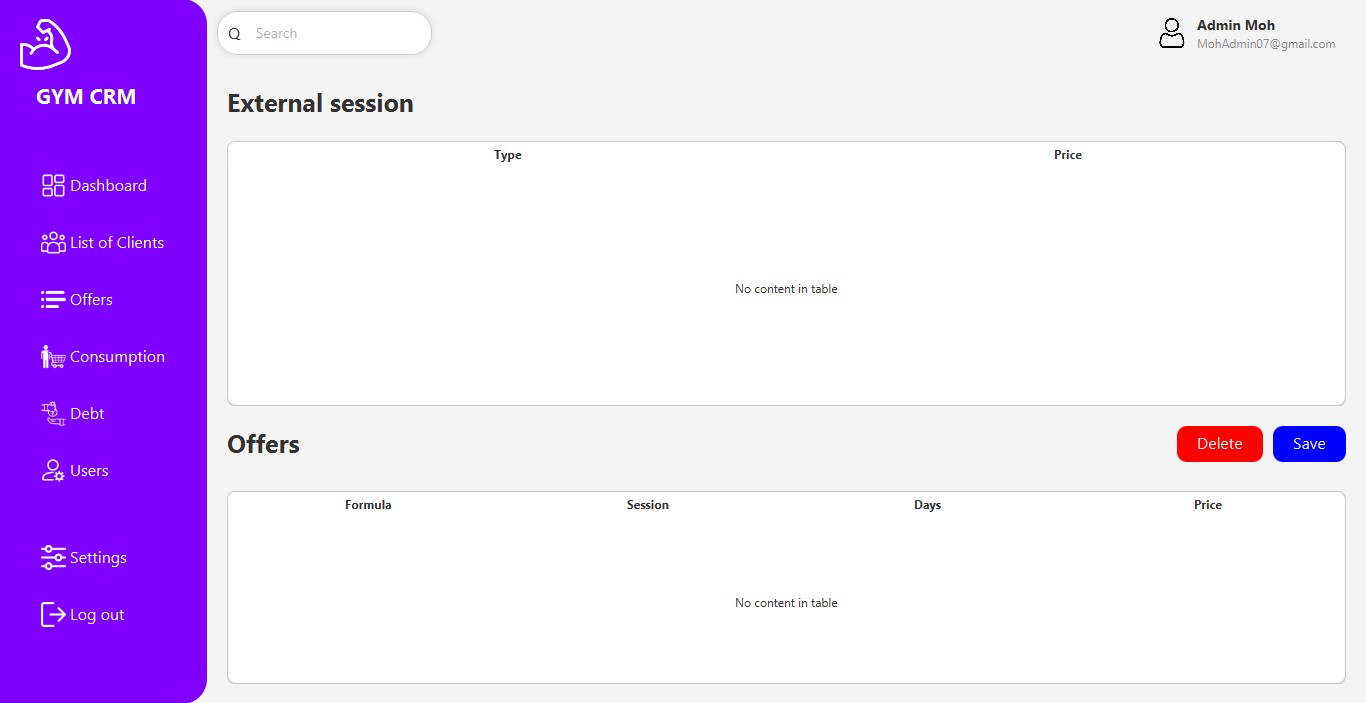 GYM CRM
Dashboard
List of Clients
Offers
Consumption
Debt
Users
Settings
Log out
Search
Admin Moh
MohAdmin07@gmail.com
External session
Type Price
No content in table
Offers
Delete Save
Formula Session Days Price
No content in table